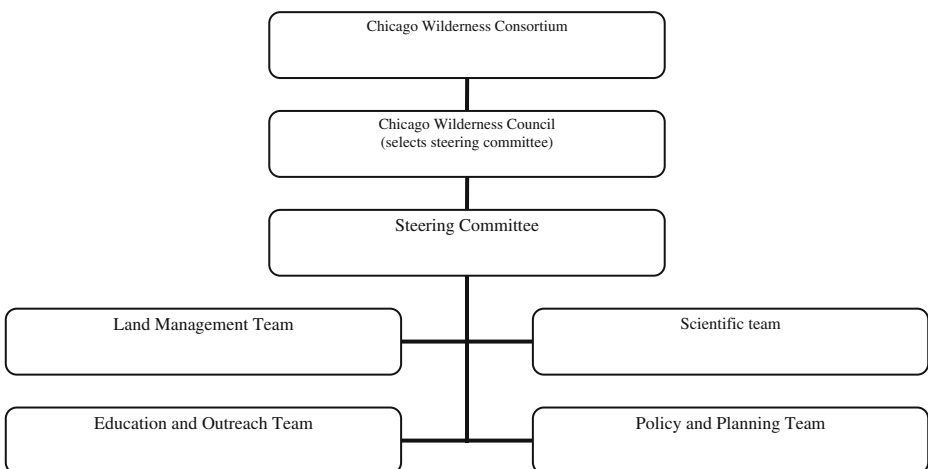 Chicago Wilderness Consortium
Chicago Wilderness Council
(selects steering committee)
Steering Committee
Land Management Team
Scientific team
Education and Outreach Team
Policy and Planning Team